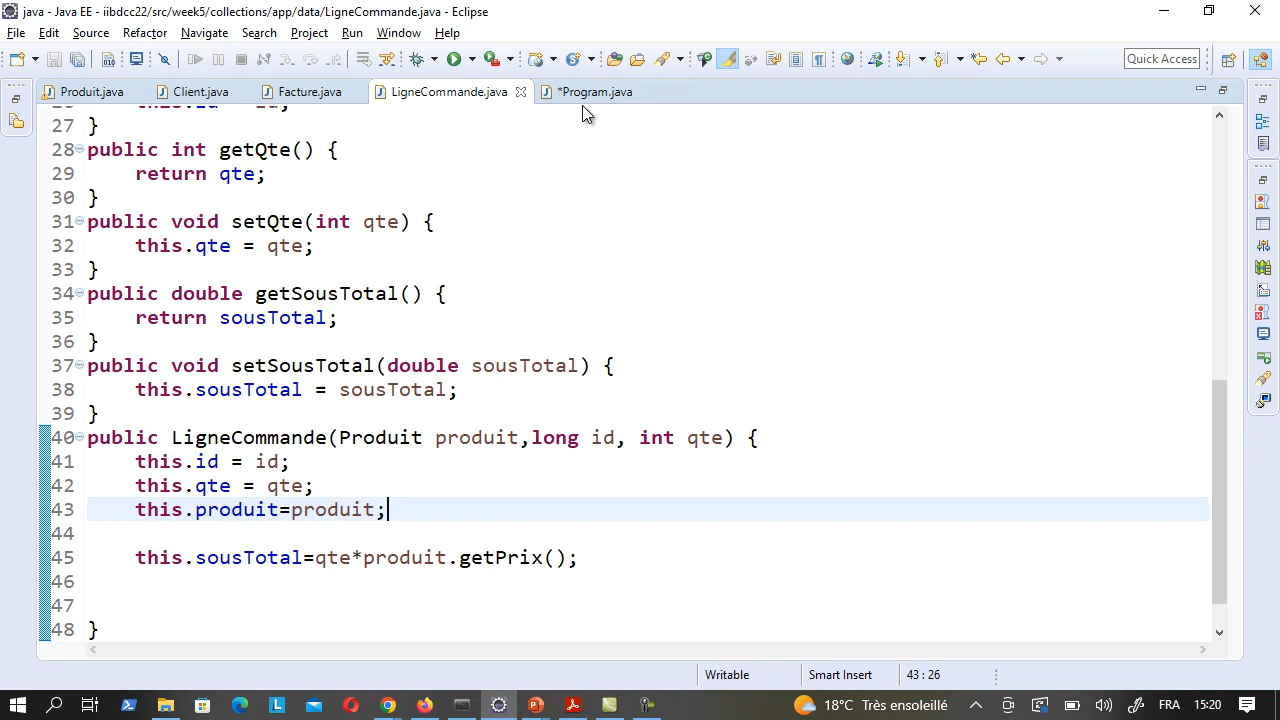 java - Java EE - iibdcc22/src/week5/collections/app/data/LigneCommande.java - Eclipse
File Edit Source Refactor Navigate Search Project Run Window Help
Quick Access
Produit.java Client.java Facture.java LigneCommande.java *Program.java
27 }
28 public int getQte() {
29 return qte;
30 }
31 public void setQte(int qte) {
32 this.qte = qte;
33 }
34 public double getSousTotal() {
35 return sousTotal;
36 }
37 public void setSousTotal(double sousTotal) {
38 this.sousTotal = sousTotal;
39 }
40 public LigneCommande(Produit produit,long id, int qte) {
41 this.id = id;
42 this.qte = qte;
43 this.produit=produit;
44
45 this.sousTotal=qte*produit.getPrix();
46
47
48 }
Writable Smart Insert 43 : 26
18°C Très ensoleillé FRA 15:20